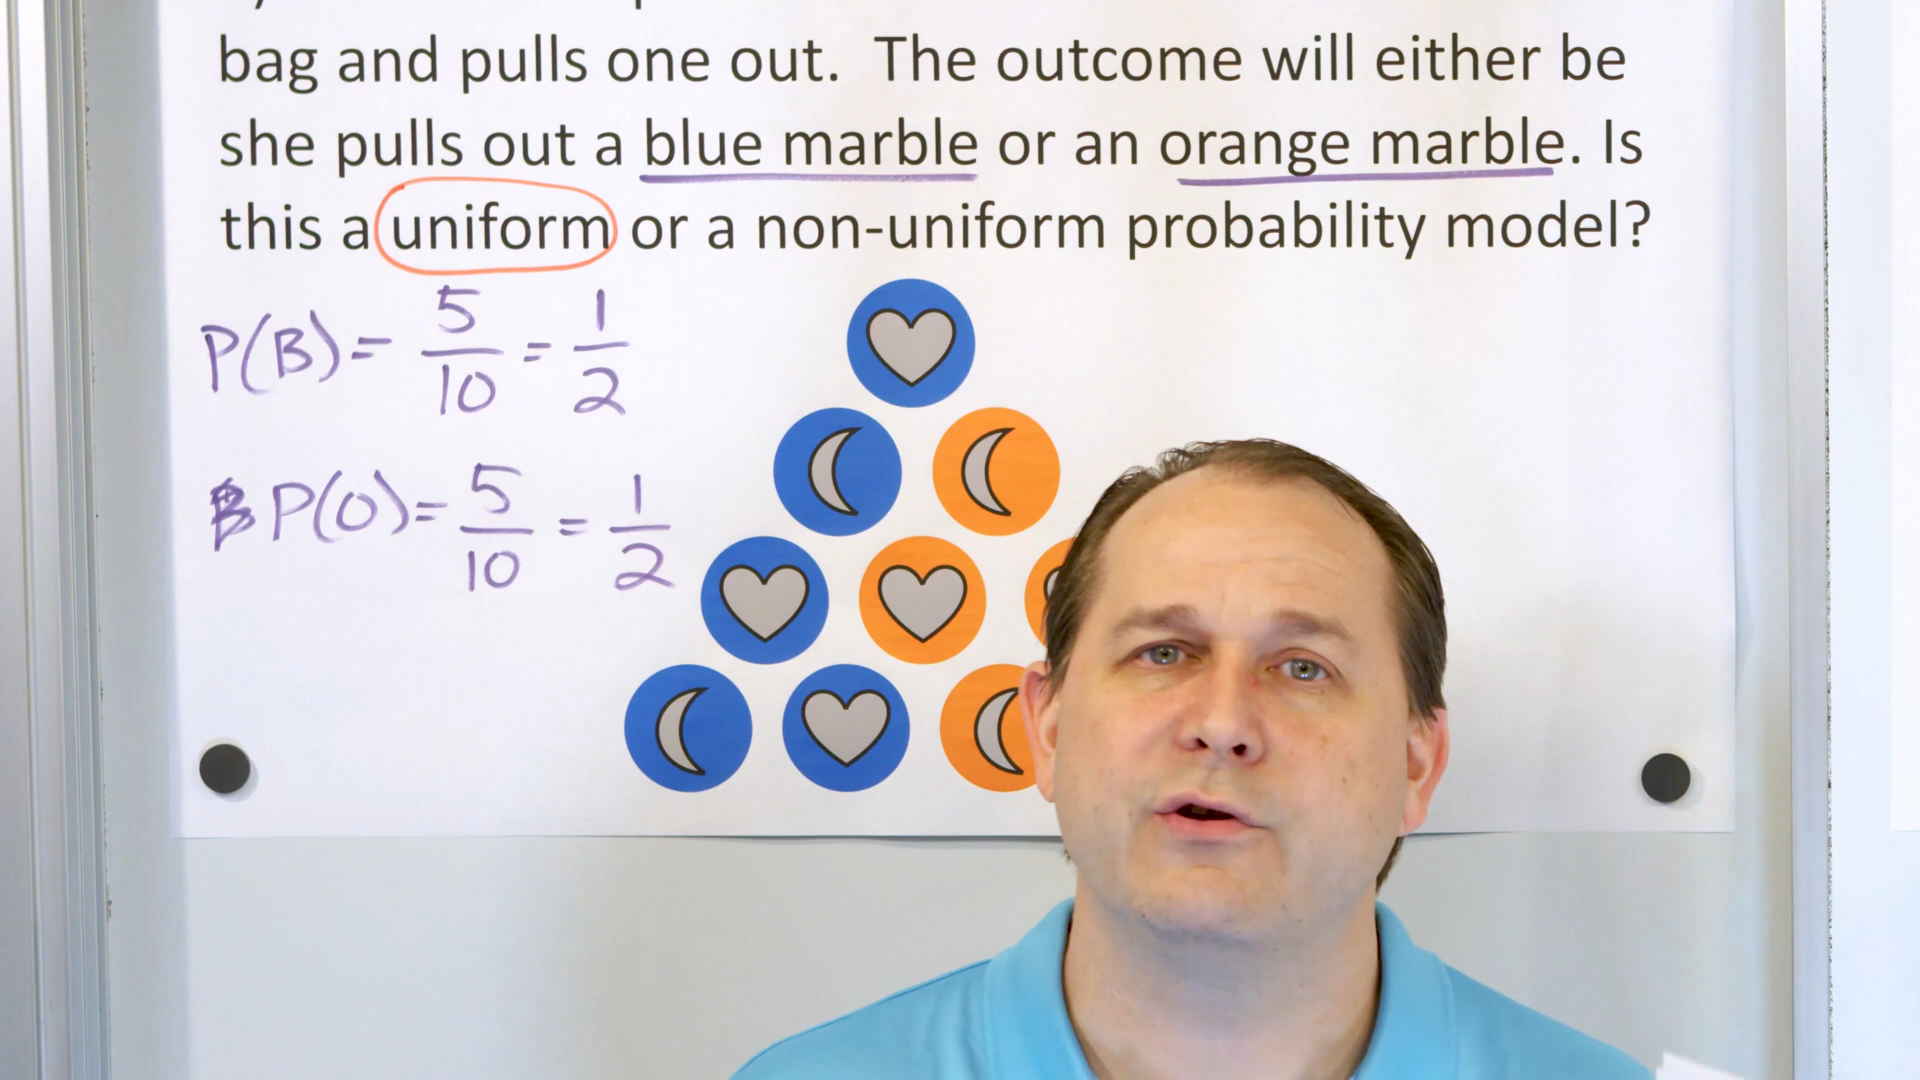 bag and pulls one out. The outcome will either be
she pulls out a blue marble or an orange marble. Is
this a uniform or a non-uniform probability model?
P(B) = 5/10 = 1/2
P(O) = 5/10 = 1/2